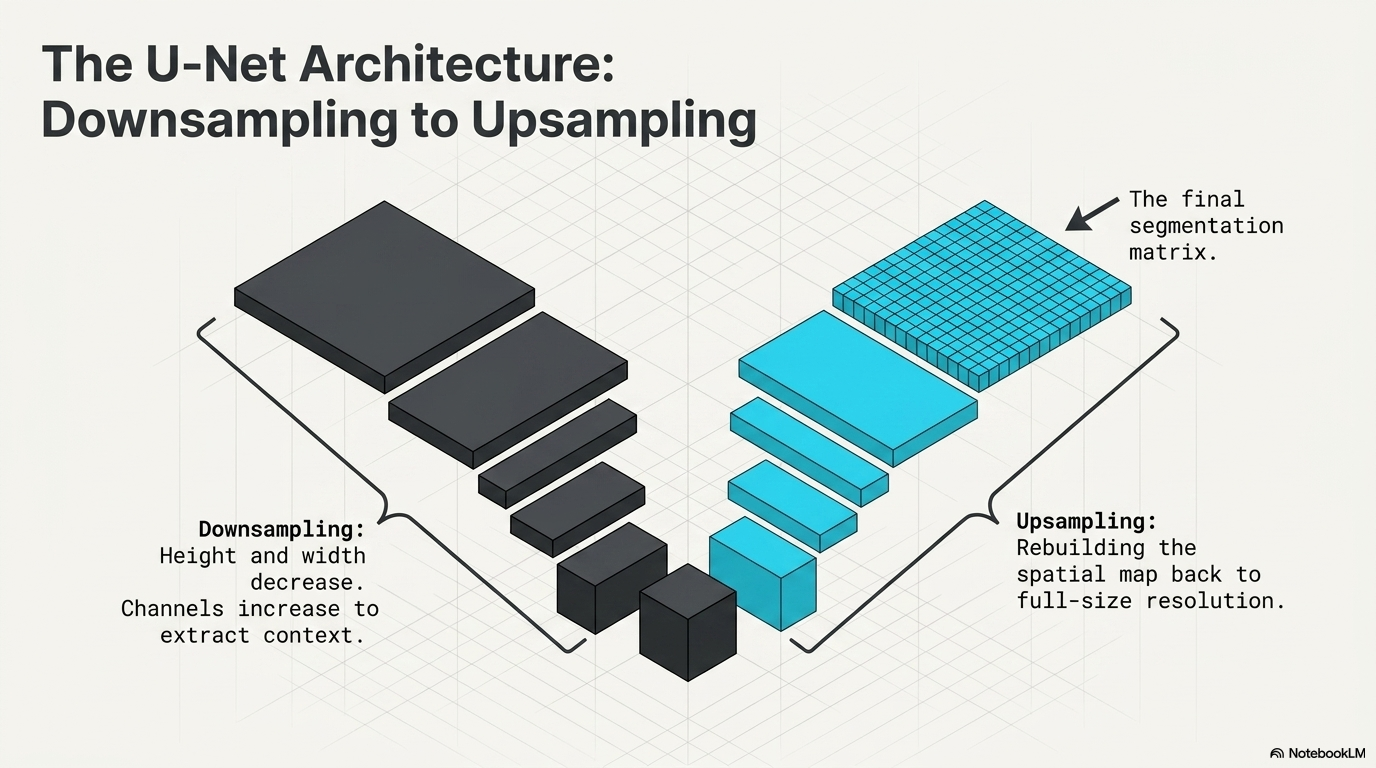 The U-Net Architecture:
Downsampling to Upsampling
The final
segmentation
matrix.
Downsampling:
Height and width
decrease.
Channels increase to
extract context.
Upsampling:
Rebuilding the
spatial map back to
full-size resolution.
NotebookLM